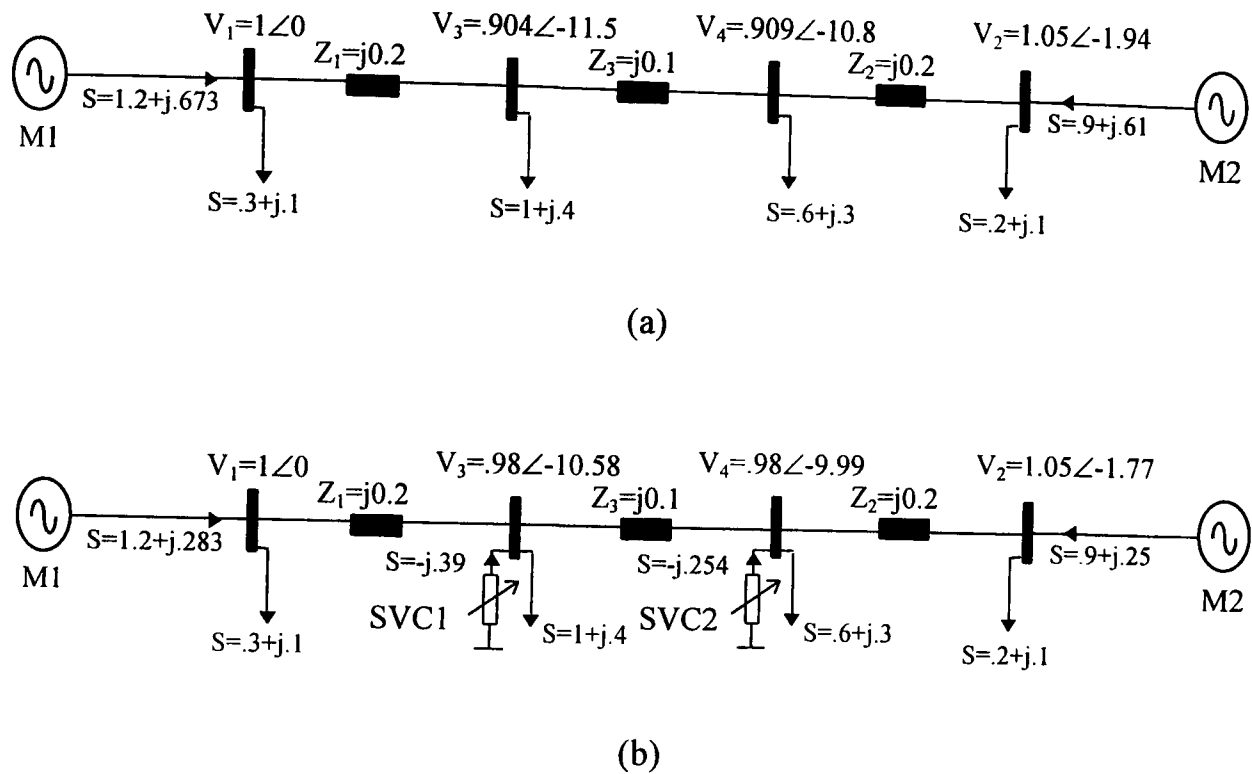 V₁=1∠0
V₃=.904∠-11.5
V₄=.909∠-10.8
V₂=1.05∠-1.94
Z₁=j0.2
Z₃=j0.1
Z₂=j0.2
S=1.2+j.673
S=.9+j.61
M1
M2
S=.3+j.1
S=1+j.4
S=.6+j.3
S=.2+j.1
(a)
V₁=1∠0
V₃=.98∠-10.58
V₄=.98∠-9.99
V₂=1.05∠-1.77
Z₁=j0.2
Z₃=j0.1
Z₂=j0.2
S=1.2+j.283
S=-j.39
S=-j.254
S=.9+j.25
M1
SVC1
SVC2
M2
S=.3+j.1
S=1+j.4
S=.6+j.3
S=.2+j.1
(b)